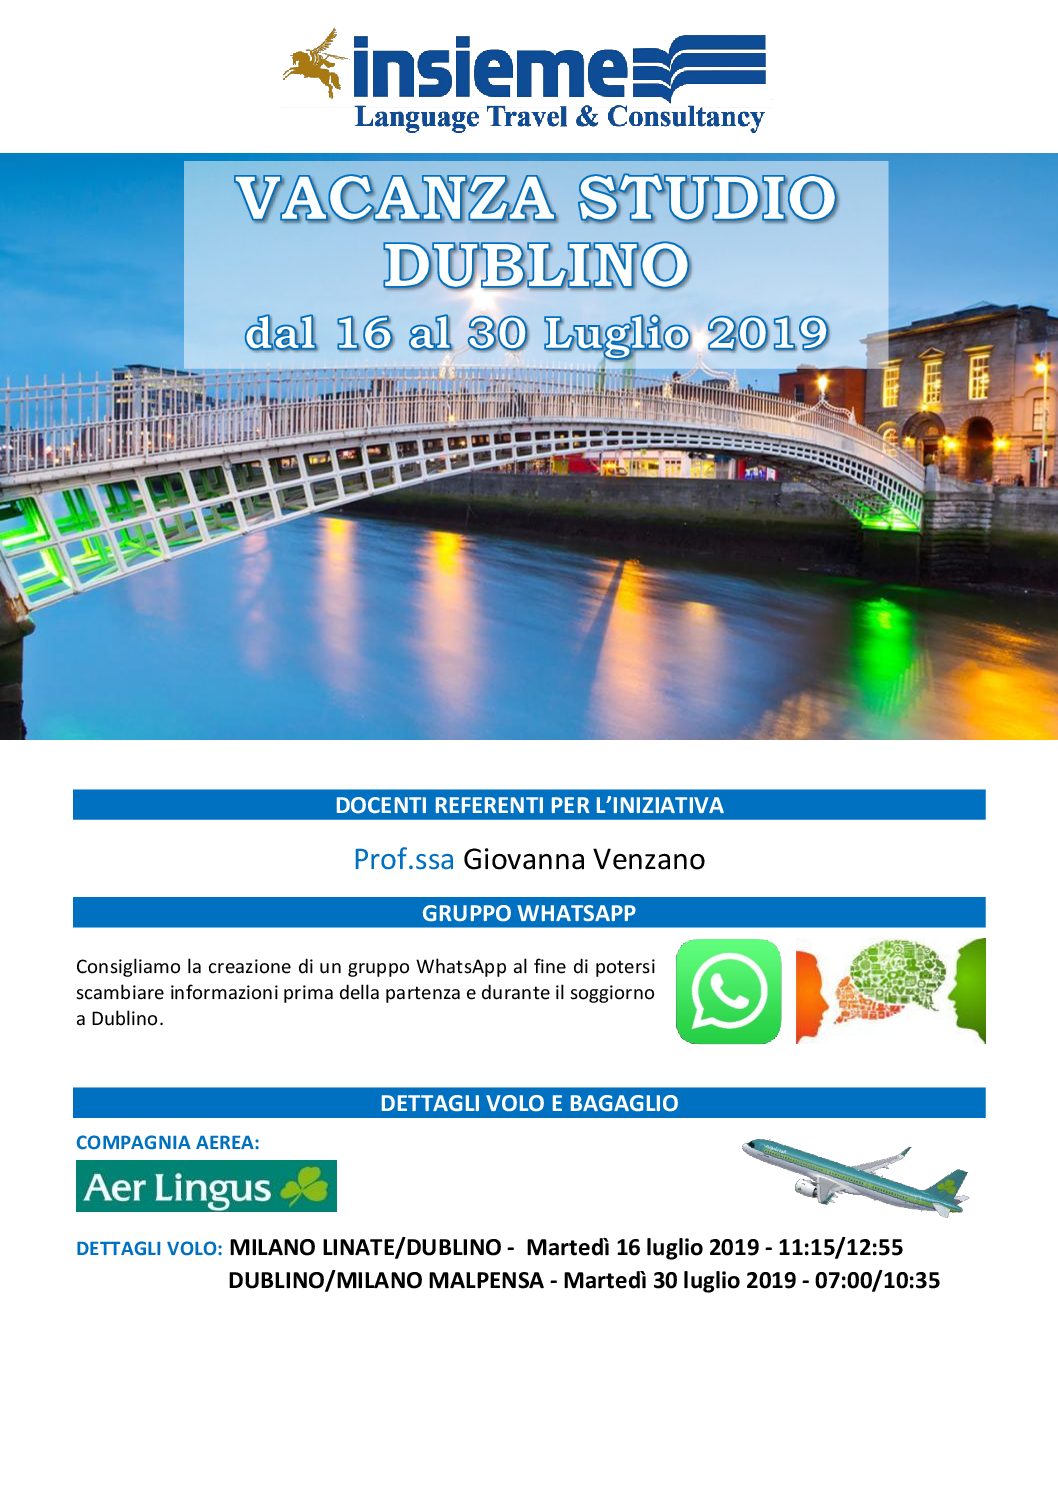 insieme
Language Travel & Consultancy
VACANZA STUDIO
DUBLINO
dal 16 al 30 Luglio 2019
DOCENTI REFERENTI PER L’INIZIATIVA
Prof.ssa Giovanna Venzano
GRUPPO WHATSAPP
Consigliamo la creazione di un gruppo WhatsApp al fine di potersi
scambiare informazioni prima della partenza e durante il soggiorno
a Dublino.
DETTAGLI VOLO E BAGAGLIO
COMPAGNIA AEREA:
Aer Lingus
DETTAGLI VOLO: MILANO LINATE/DUBLINO - Martedì 16 luglio 2019 - 11:15/12:55
DUBLINO/MILANO MALPENSA - Martedì 30 luglio 2019 - 07:00/10:35